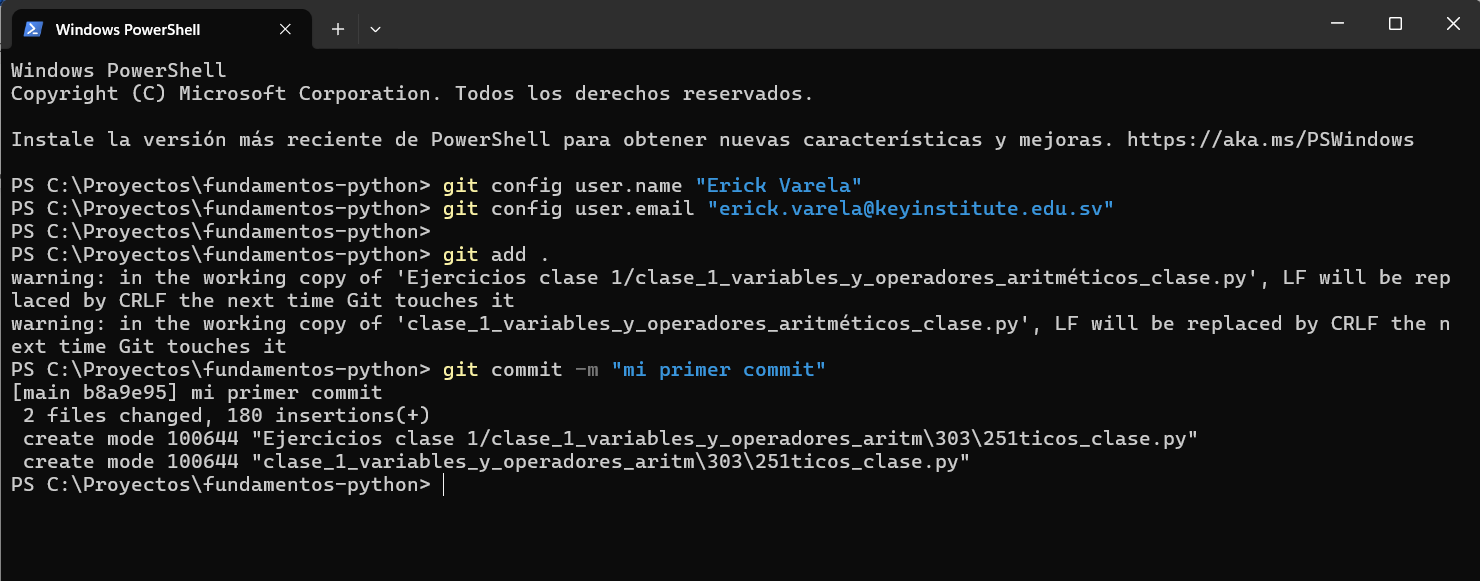 Windows PowerShell
Windows PowerShell
Copyright (C) Microsoft Corporation. Todos los derechos reservados.
Instale la versión más reciente de PowerShell para obtener nuevas características y mejoras. https://aka.ms/PSWindows
PS C:\Proyectos\fundamentos-python> git config user.name "Erick Varela"
PS C:\Proyectos\fundamentos-python> git config user.email "erick.varela@keyinstitute.edu.sv"
PS C:\Proyectos\fundamentos-python>
PS C:\Proyectos\fundamentos-python> git add .
warning: in the working copy of 'Ejercicios clase 1/clase_1_variables_y_operadores_aritméticos_clase.py', LF will be rep
laced by CRLF the next time Git touches it
warning: in the working copy of 'clase_1_variables_y_operadores_aritméticos_clase.py', LF will be replaced by CRLF the n
ext time Git touches it
PS C:\Proyectos\fundamentos-python> git commit -m "mi primer commit"
[main b8a9e95] mi primer commit
 2 files changed, 180 insertions(+)
 create mode 100644 "Ejercicios clase 1/clase_1_variables_y_operadores_aritm\303\251ticos_clase.py"
 create mode 100644 "clase_1_variables_y_operadores_aritm\303\251ticos_clase.py"
PS C:\Proyectos\fundamentos-python>